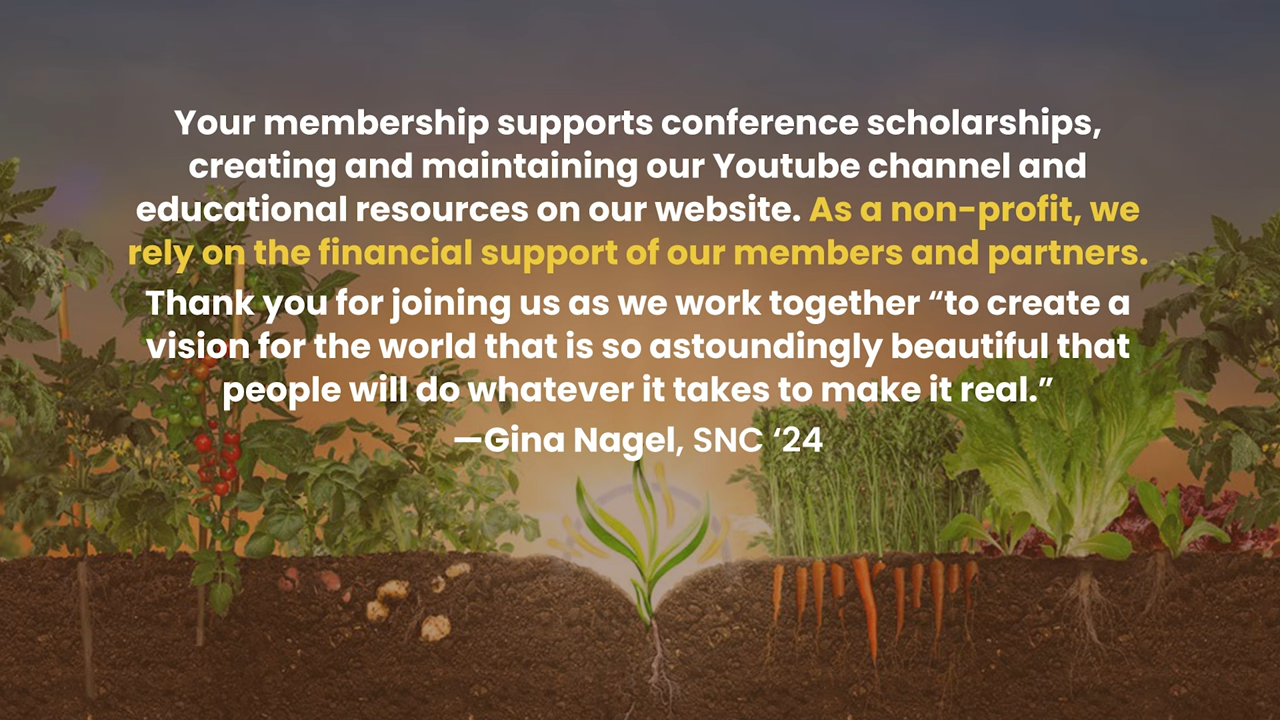 Your membership supports conference scholarships,
creating and maintaining our Youtube channel and
educational resources on our website. As a non-profit, we
rely on the financial support of our members and partners.
Thank you for joining us as we work together “to create a
vision for the world that is so astoundingly beautiful that
people will do whatever it takes to make it real.”
—Gina Nagel, SNC ‘24